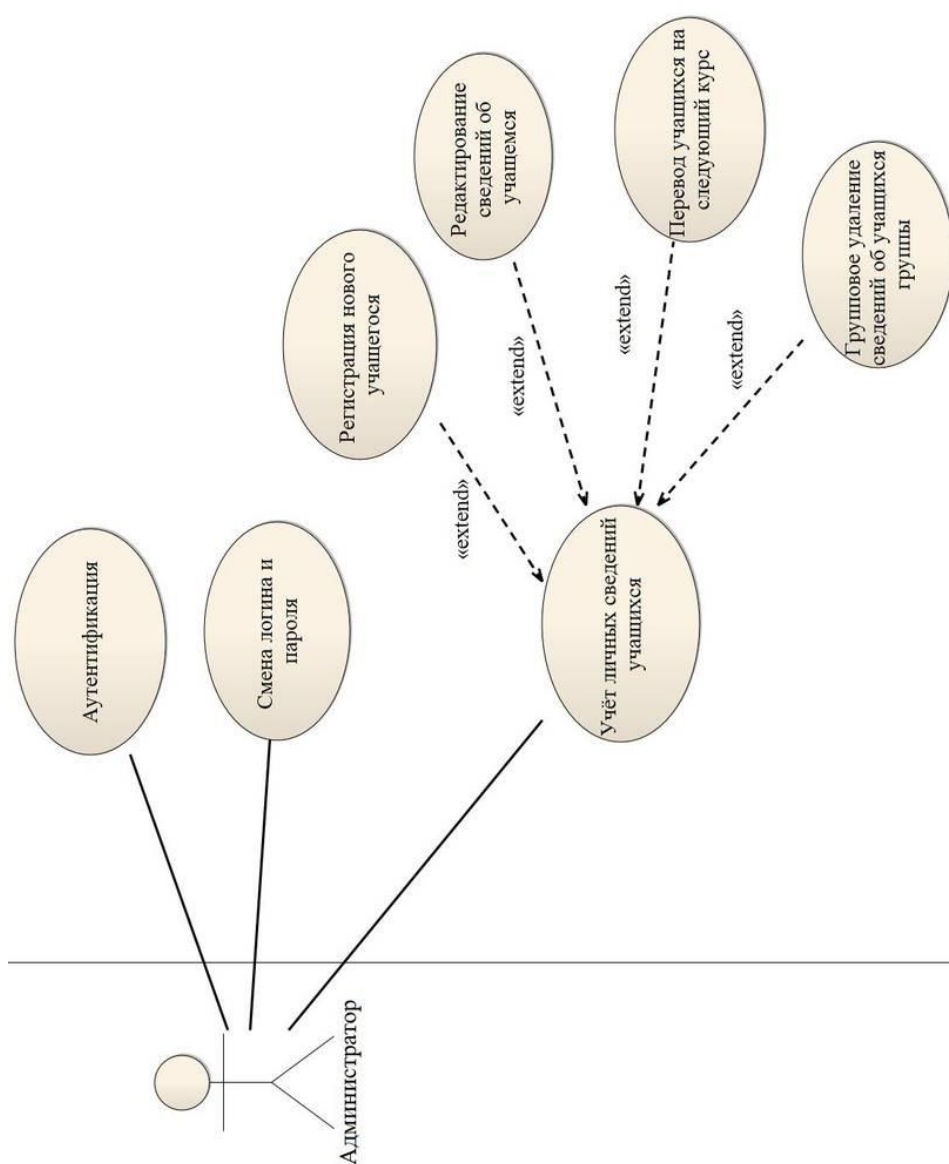 Администратор
Аутентификация
Смена логина и
пароля
Учёт личных сведений
учащихся
«extend»
«extend»
«extend»
«extend»
Регистрация нового
учащегося
Редактирование
сведений об
учащемся
Перевод учащихся на
следующий курс
Групповое удаление
сведений об учащихся
группы